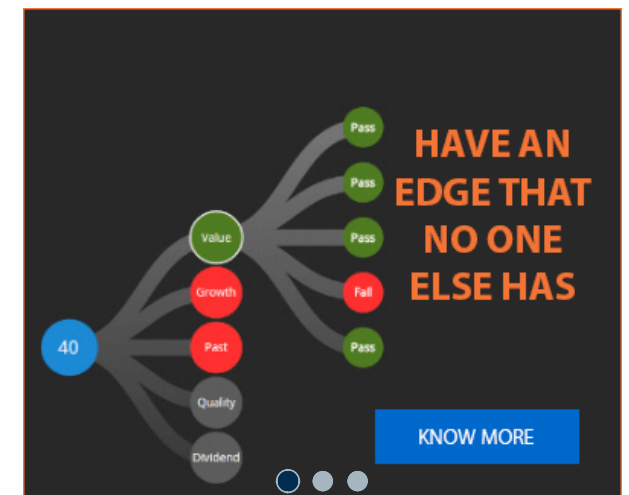 Pass
Pass
Value
Pass
Growth
Fail
40
Past
Pass
Quality
Dividend
HAVE AN
EDGE THAT
NO ONE
ELSE HAS
KNOW MORE